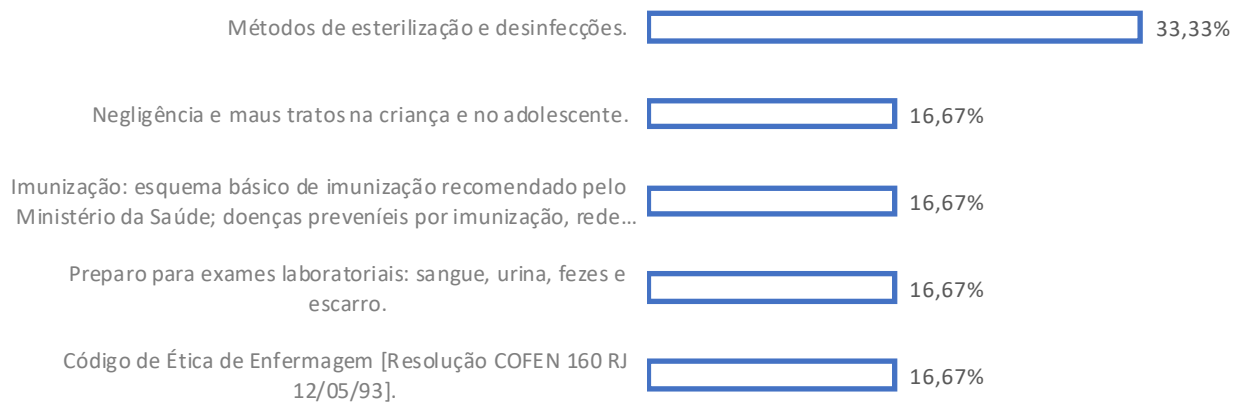 Métodos de esterilização e desinfecções.
33,33%
Negligência e maus tratos na criança e no adolescente.
16,67%
Imunização: esquema básico de imunização recomendado pelo
Ministério da Saúde; doenças preveníeis por imunização, rede...
16,67%
Preparo para exames laboratoriais: sangue, urina, fezes e
escarro.
16,67%
Código de Ética de Enfermagem [Resolução COFEN 160 RJ
12/05/93].
16,67%